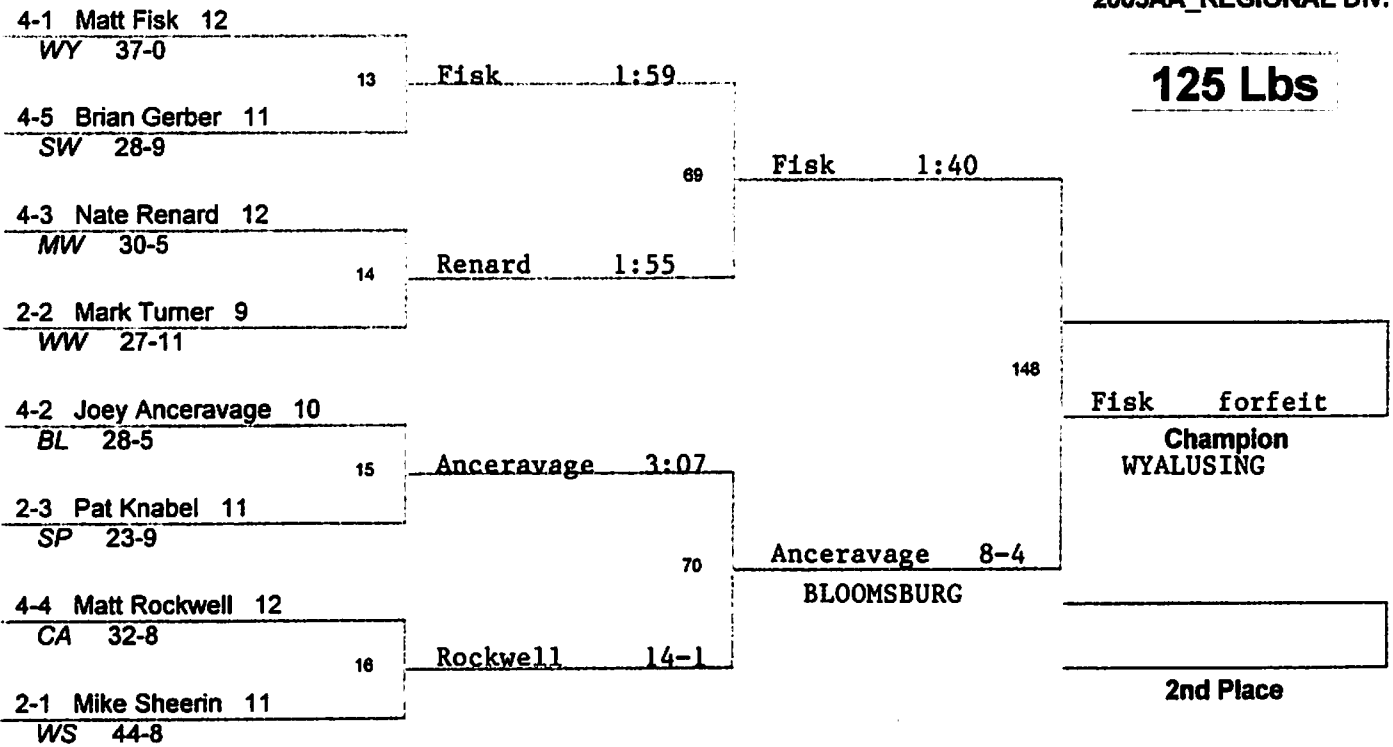 2005AA_REGIONAL DIV.
125 Lbs
4-1 Matt Fisk 12
WY 37-0
13 Fisk 1:59
4-5 Brian Gerber 11
SW 28-9
69 Fisk 1:40
4-3 Nate Renard 12
MW 30-5
14 Renard 1:55
2-2 Mark Turner 9
WW 27-11
148
4-2 Joey Anceravage 10
BL 28-5
Fisk forfeit
Champion
WYALUSING
15 Anceravage 3:07
2-3 Pat Knabel 11
SP 23-9
70 Anceravage 8-4
BLOOMSBURG
4-4 Matt Rockwell 12
CA 32-8
16 Rockwell 14-1
2nd Place
2-1 Mike Sheerin 11
WS 44-8